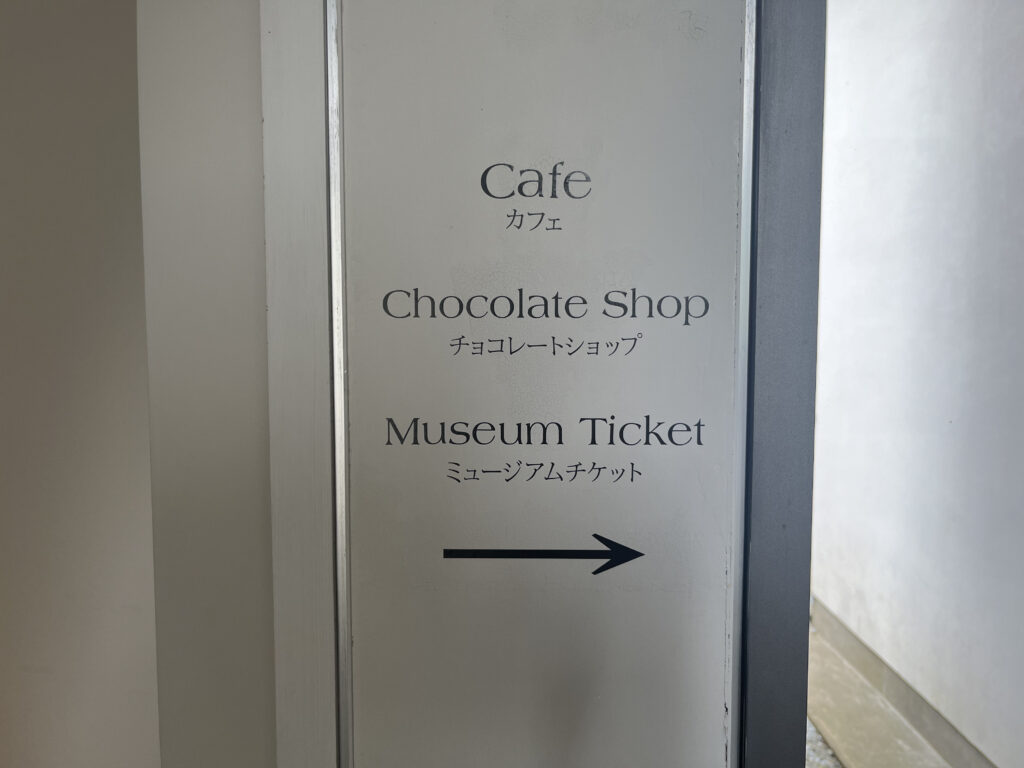 Cafe
カフェ
Chocolate Shop
チョコレートショップ
Museum Ticket
ミュージアムチケット